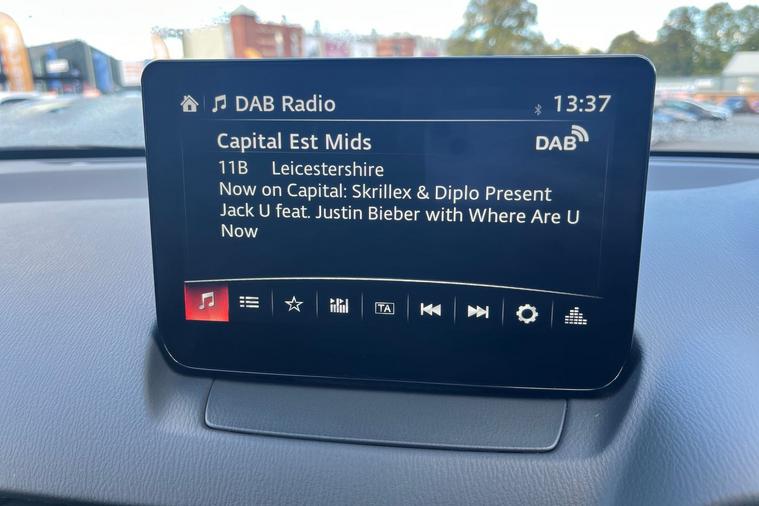 DAB Radio 13:37
Capital Est Mids DAB
11B Leicestershire
Now on Capital: Skrillex & Diplo Present
Jack U feat. Justin Bieber with Where Are U
Now
TA